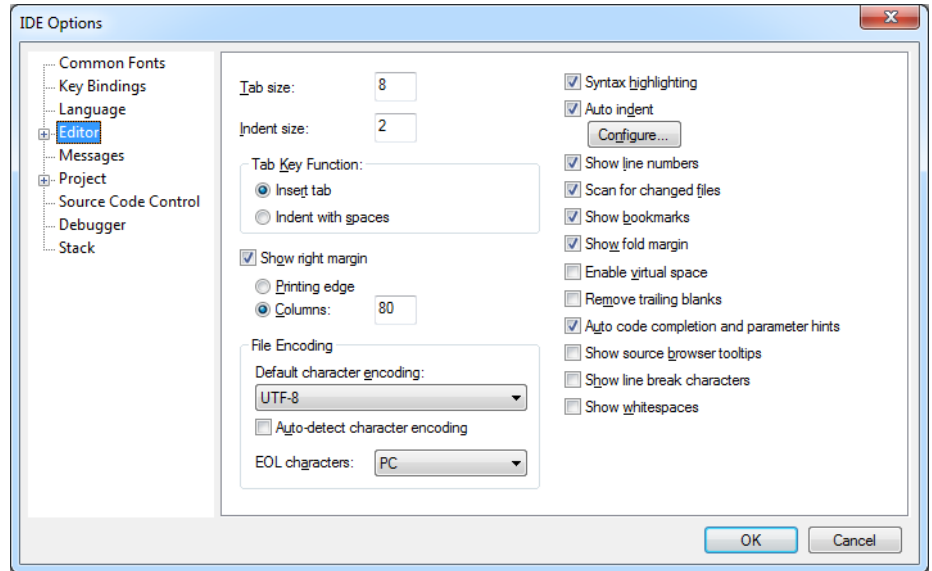 IDE Options
Common Fonts
Key Bindings
Language
Editor
Messages
Project
Source Code Control
Debugger
Stack
Tab size: 8
Indent size: 2
Tab Key Function:
Insert tab
Indent with spaces
Show right margin
Printing edge
Columns: 80
File Encoding
Default character encoding:
UTF-8
Auto-detect character encoding
EOL characters: PC
Syntax highlighting
Auto indent
Configure...
Show line numbers
Scan for changed files
Show bookmarks
Show fold margin
Enable virtual space
Remove trailing blanks
Auto code completion and parameter hints
Show source browser tooltips
Show line break characters
Show whitespaces
OK Cancel